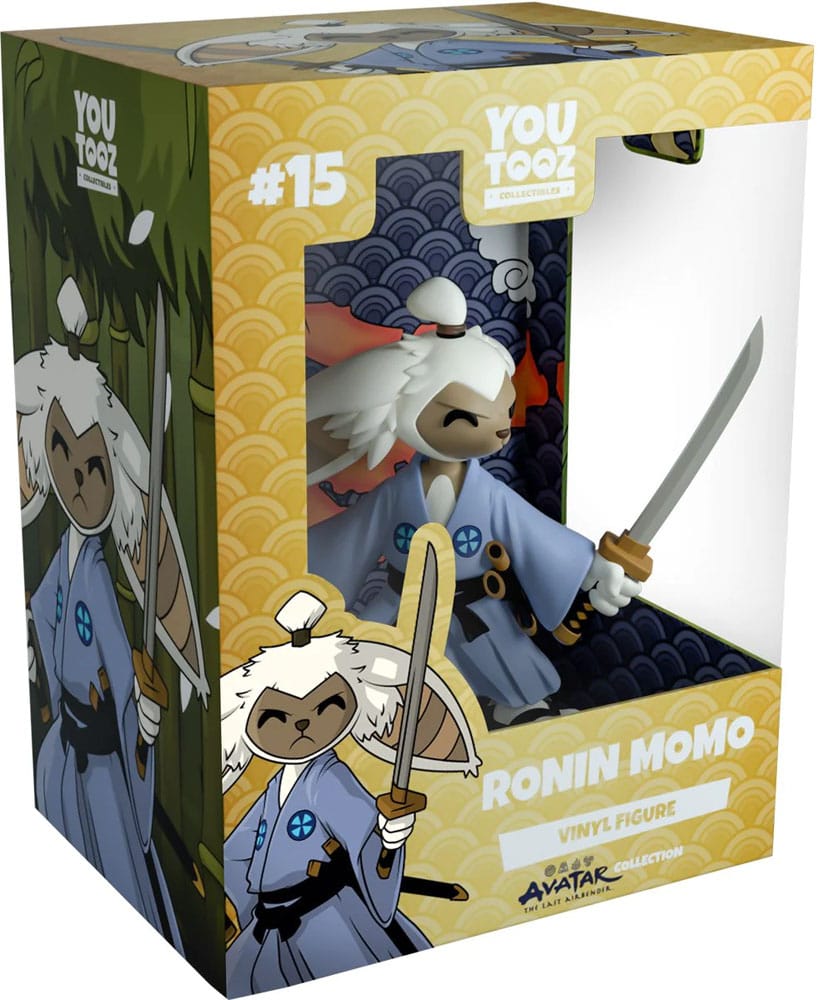 YOU
TOOZ
COLLECTIBLES
#15
YOU
TOOZ
COLLECTIBLES
RONIN MOMO
VINYL FIGURE
AVATAR COLLECTION
THE LAST AIRBENDER